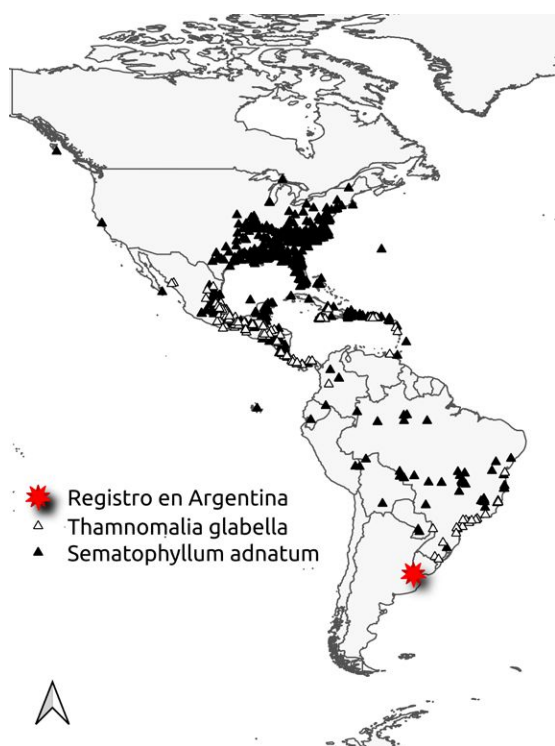 Registro en Argentina
Thamnomalia glabella
Sematophyllum adnatum